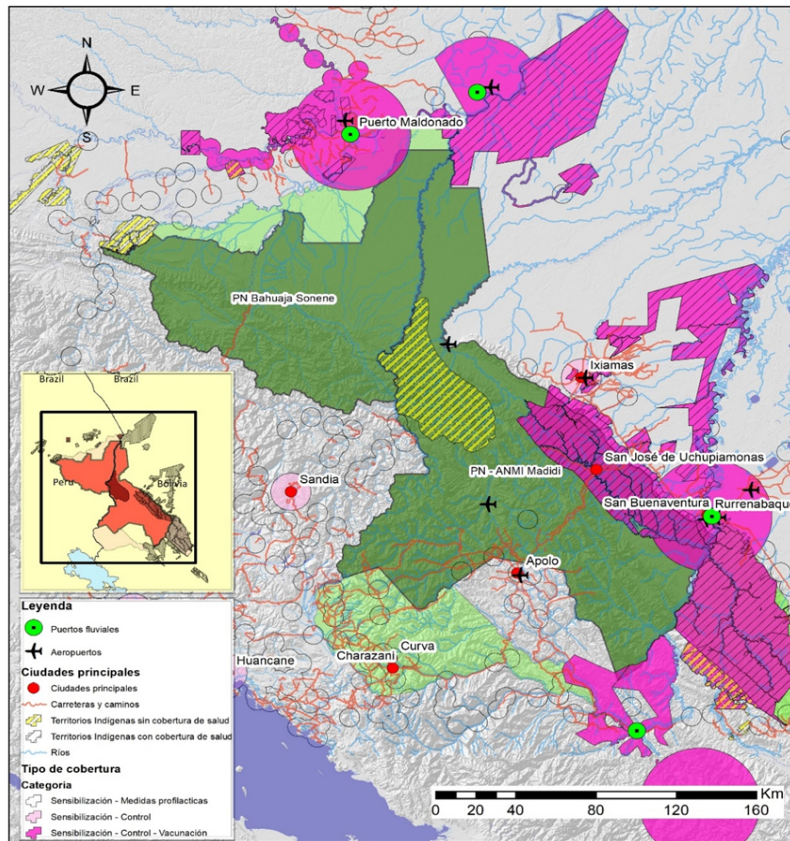 N
W E
S
Puerto Maldonado
PN Bahuaja Sonene
Ixiamas
San José de Uchupiamonas
PN - ANMI Madidi
San Buenaventura
Rurrenabaque
Sandia
Apolo
Curva
Charazani
Huancane
Brazil Brazil
Peru
Bolivia
Leyenda
Puertos fluviales
Aeropuertos
Ciudades principales
Ciudades principales
Carreteras y caminos
Territorios Indígenas sin cobertura de salud
Territorios Indígenas con cobertura de salud
Ríos
Tipo de cobertura
Categoria
Sensibilización - Medidas profilacticas
Sensibilización - Control
Sensibilización - Control - Vacunación
Km
0 20 40 80 120 160